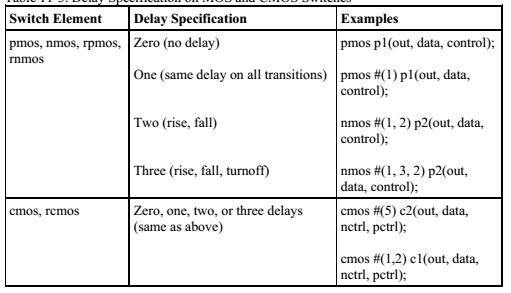 Table 11-3. Delay Specification on MOS and CMOS Switches
Switch Element Delay Specification Examples
pmos, nmos, rpmos, rnmos Zero (no delay) pmos p1(out, data, control);
One (same delay on all transitions) pmos #(1) p1(out, data, control);
Two (rise, fall) nmos #(1, 2) p2(out, data, control);
Three (rise, fall, turnoff) nmos #(1, 3, 2) p2(out, data, control);
cmos, rcmos Zero, one, two, or three delays (same as above) cmos #(5) c2(out, data, nctrl, pctrl);
cmos #(1,2) c1(out, data, nctrl, pctrl);